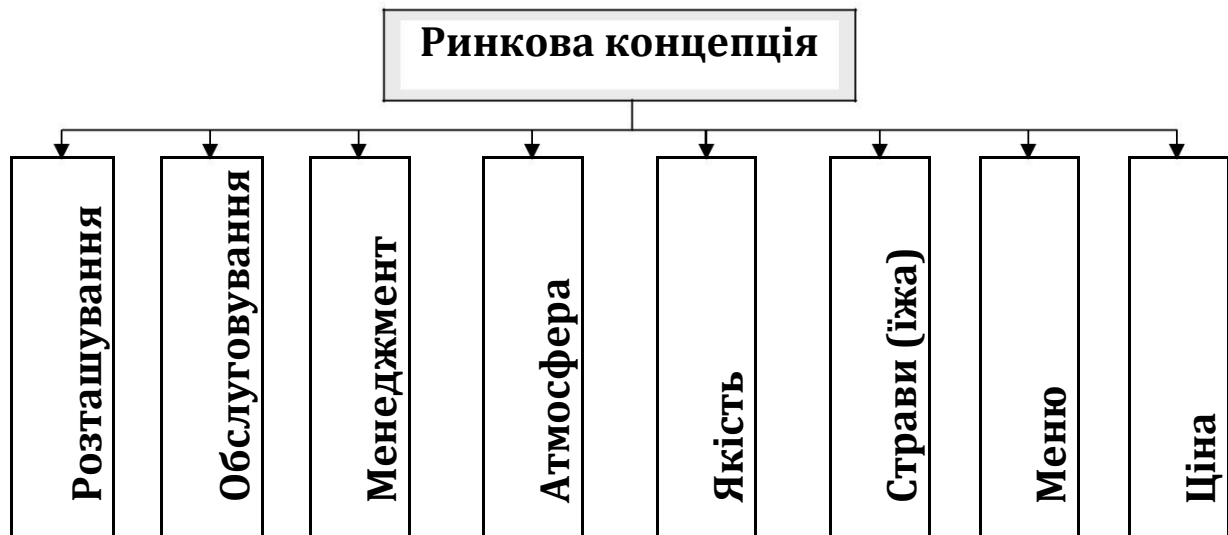 Ринкова концепція
Розташування
Обслуговування
Менеджмент
Атмосфера
Якість
Страви (їжа)
Меню
Ціна